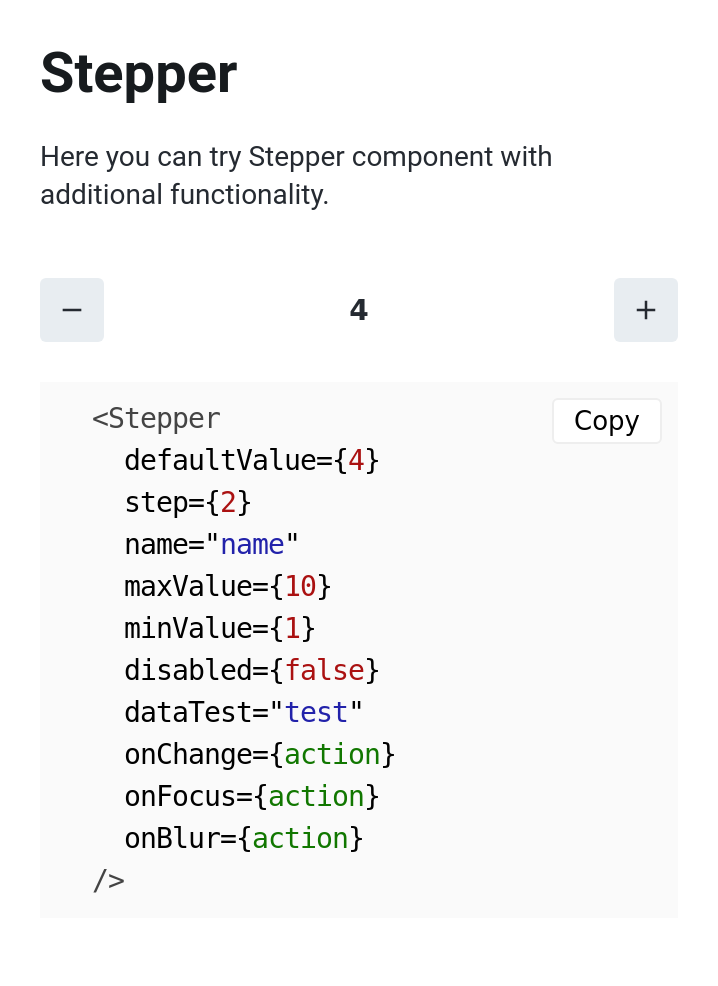 Stepper
Here you can try Stepper component with
additional functionality.
− 4 +
<Stepper
Copy
defaultValue={4}
step={2}
name="name"
maxValue={10}
minValue={1}
disabled={false}
dataTest="test"
onChange={action}
onFocus={action}
onBlur={action}
/>